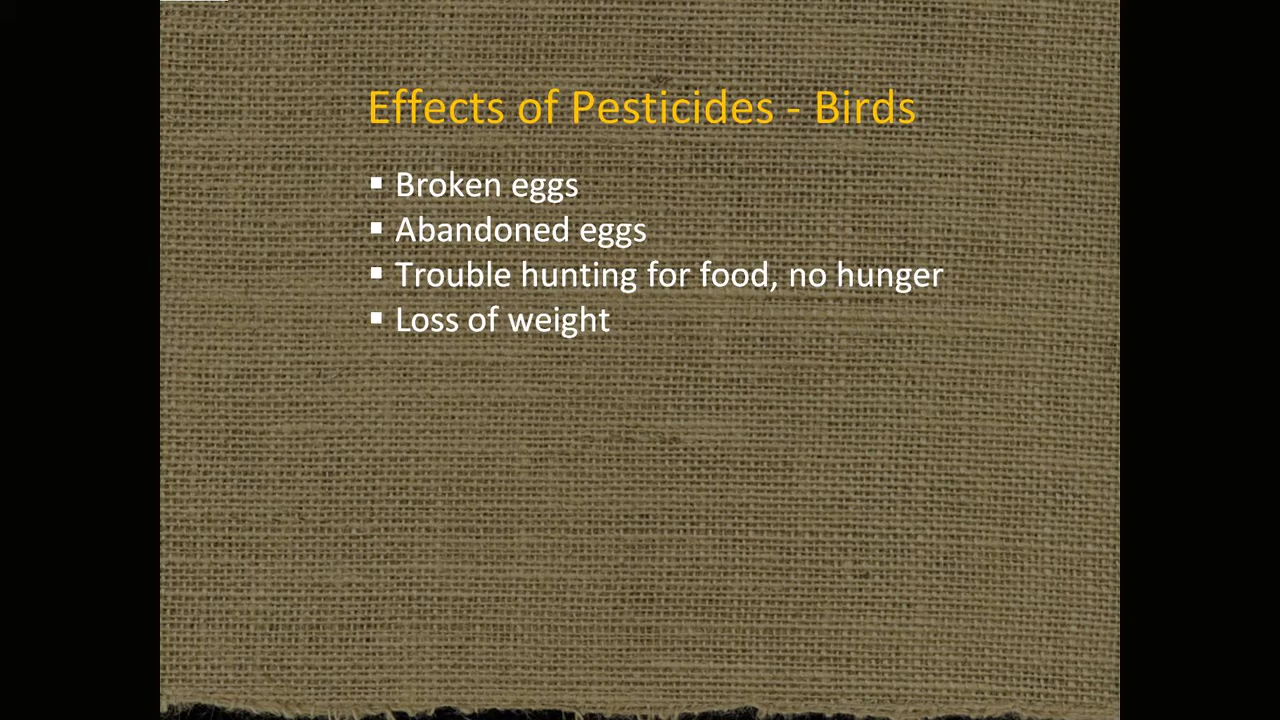 Effects of Pesticides - Birds
▪ Broken eggs
▪ Abandoned eggs
▪ Trouble hunting for food, no hunger
▪ Loss of weight